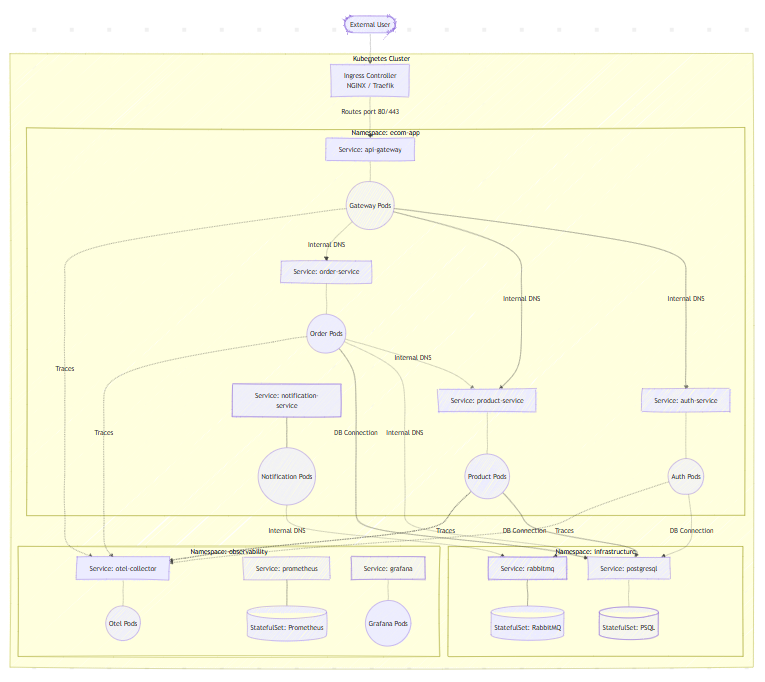 External User
Kubernetes Cluster
Ingress Controller
NGINX / Traefik
Routes port 80/443
Namespace: ecom-app
Service: api-gateway
Gateway Pods
Internal DNS
Service: order-service
Internal DNS
Internal DNS
Order Pods
Internal DNS
Traces
Service: notification-
service
Service: product-service
Service: auth-service
Traces
DB Connection
Internal DNS
Notification Pods
Product Pods
Auth Pods
Internal DNS
Traces
DB Connection
Traces
DB Connection
Namespace: observability
Namespace: infrastructure
Service: otel-collector
Service: prometheus
Service: grafana
Service: rabbitmq
Service: postgresql
Otel Pods
StatefulSet: Prometheus
Grafana Pods
StatefulSet: RabbitMQ
StatefulSet: PSQL